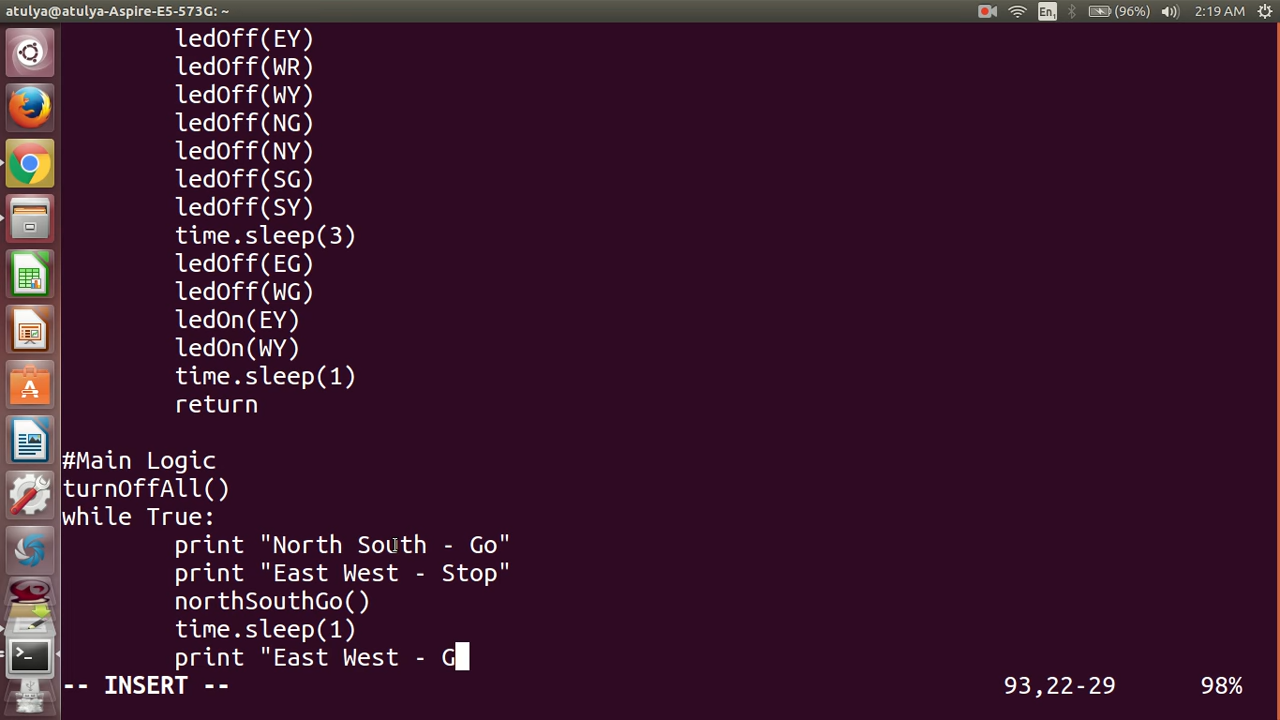 atulya@atulya-Aspire-E5-573G: ~ En1 (96%) 2:19 AM
ledOff(EY)
ledOff(WR)
ledOff(WY)
ledOff(NG)
ledOff(NY)
ledOff(SG)
ledOff(SY)
time.sleep(3)
ledOff(EG)
ledOff(WG)
ledOn(EY)
ledOn(WY)
time.sleep(1)
return
#Main Logic
turnOffAll()
while True:
print "North South - Go"
print "East West - Stop"
northSouthGo()
time.sleep(1)
print "East West - G
-- INSERT -- 93,22-29 98%